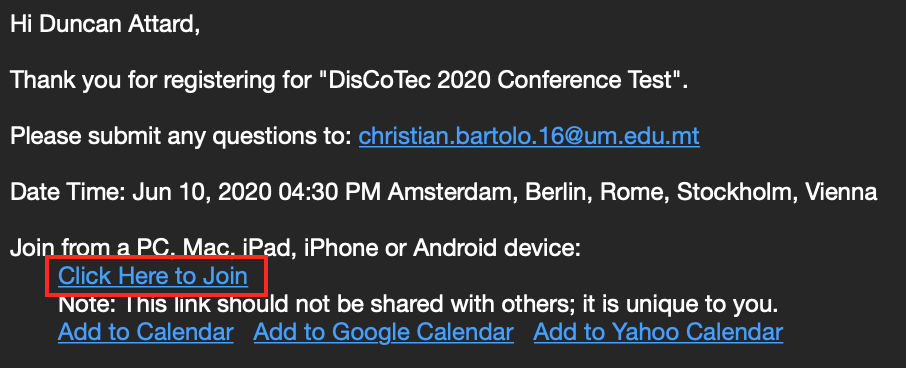 Hi Duncan Attard,
Thank you for registering for "DisCoTec 2020 Conference Test".
Please submit any questions to: christian.bartolo.16@um.edu.mt
Date Time: Jun 10, 2020 04:30 PM Amsterdam, Berlin, Rome, Stockholm, Vienna
Join from a PC, Mac, iPad, iPhone or Android device:
Click Here to Join
Note: This link should not be shared with others; it is unique to you.
Add to Calendar Add to Google Calendar Add to Yahoo Calendar